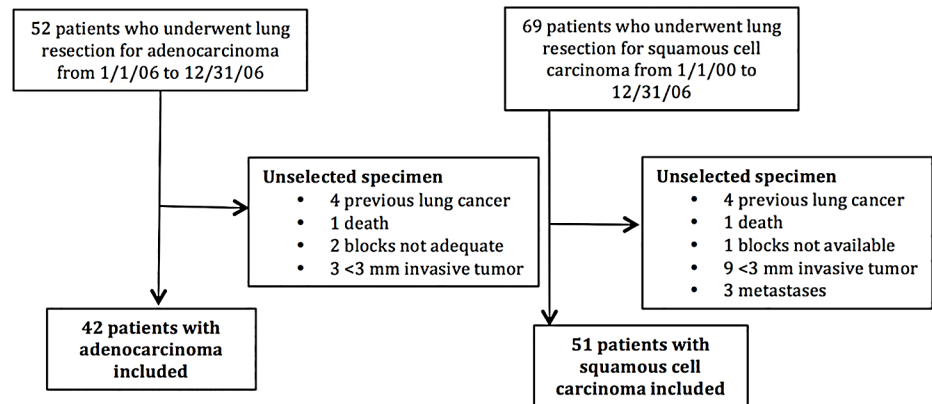 52 patients who underwent lung
resection for adenocarcinoma
from 1/1/06 to 12/31/06
69 patients who underwent lung
resection for squamous cell
carcinoma from 1/1/00 to
12/31/06
Unselected specimen
• 4 previous lung cancer
• 1 death
• 2 blocks not adequate
• 3 <3 mm invasive tumor
Unselected specimen
• 4 previous lung cancer
• 1 death
• 1 blocks not available
• 9 <3 mm invasive tumor
• 3 metastases
42 patients with
adenocarcinoma
included
51 patients with
squamous cell
carcinoma included